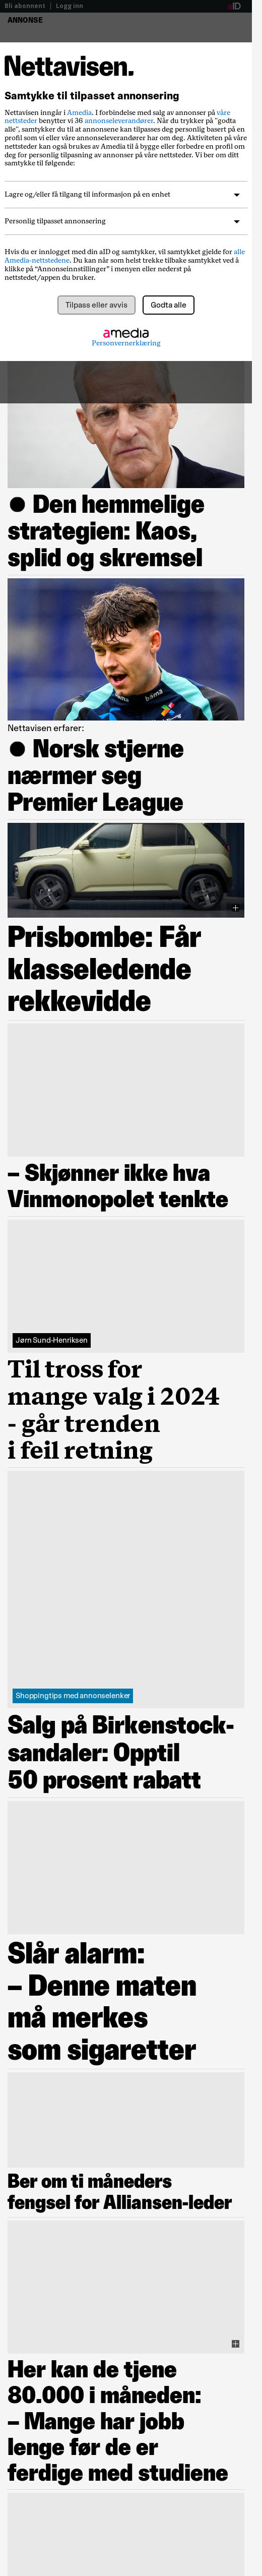 Bli abonnent | Logg inn
aID
ANNONSE
Nettavisen.
Samtykke til tilpasset annonsering
Nettavisen inngår i Amedia. I forbindelse med salg av annonser på våre
nettsteder benytter vi 36 annonseleverandører. Når du trykker på "godta
alle", samtykker du til at annonsene kan tilpasses deg personlig basert på en
profil som vi eller våre annonseleverandører har om deg. Aktiviteten på våre
nettsteder kan også brukes av Amedia til å bygge eller forbedre en profil om
deg for personlig tilpasning av annonser på våre nettsteder. Vi ber om ditt
samtykke til følgende:
Lagre og/eller få tilgang til informasjon på en enhet
Personlig tilpasset annonsering
Hvis du er innlogget med din aID og samtykker, vil samtykket gjelde for alle
Amedia-nettstedene. Du kan når som helst trekke tilbake samtykket ved å
klikke på “Annonseinnstillinger” i menyen eller nederst på
nettstedet/appen du bruker.
Tilpass eller avvis
Godta alle
amedia
Personvernerklæring
● Den hemmelige
strategien: Kaos,
splid og skremsel
bama
Nettavisen erfarer:
● Norsk stjerne
nærmer seg
Premier League
Prisbombe: Får
klasseledende
rekkevidde
– Skjønner ikke hva
Vinmonopolet tenkte
Jørn Sund-Henriksen
Til tross for
mange valg i 2024
- går trenden
i feil retning
Shoppingtips med annonselenker
Salg på Birkenstock-
sandaler: Opptil
50 prosent rabatt
Slår alarm:
– Denne maten
må merkes
som sigaretter
Ber om ti måneders
fengsel for Alliansen-leder
Her kan de tjene
80.000 i måneden:
– Mange har jobb
lenge før de er
ferdige med studiene